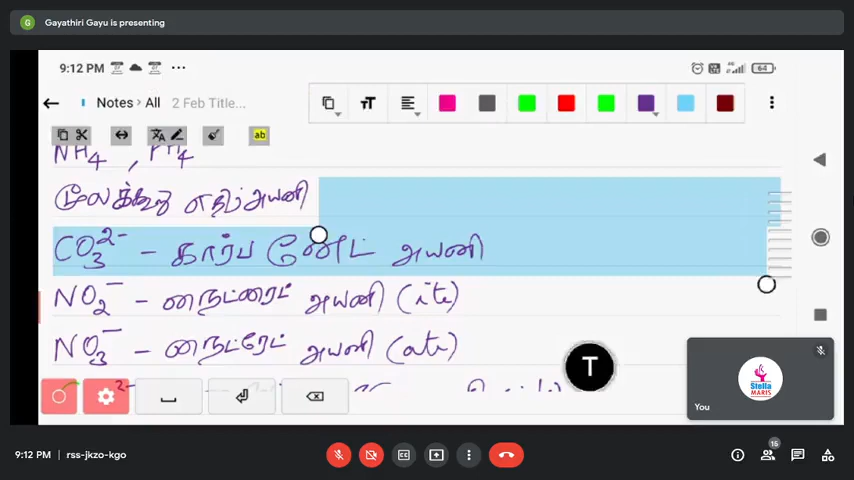 Gayathiri Gayu is presenting
9:12 PM
64
Notes › All 2 Feb Title...
NH4 , PH4
மூலக்கூறு எதிர் அயனி
CO₃²⁻ - கார்பனேட் அயனி
NO₂⁻ - நைட்ரைட் அயனி (ite)
NO₃⁻ - நைட்ரேட் அயனி (ate)
T
Stella
MARIS
You
9:12 PM | rss-jkzo-kgo
15